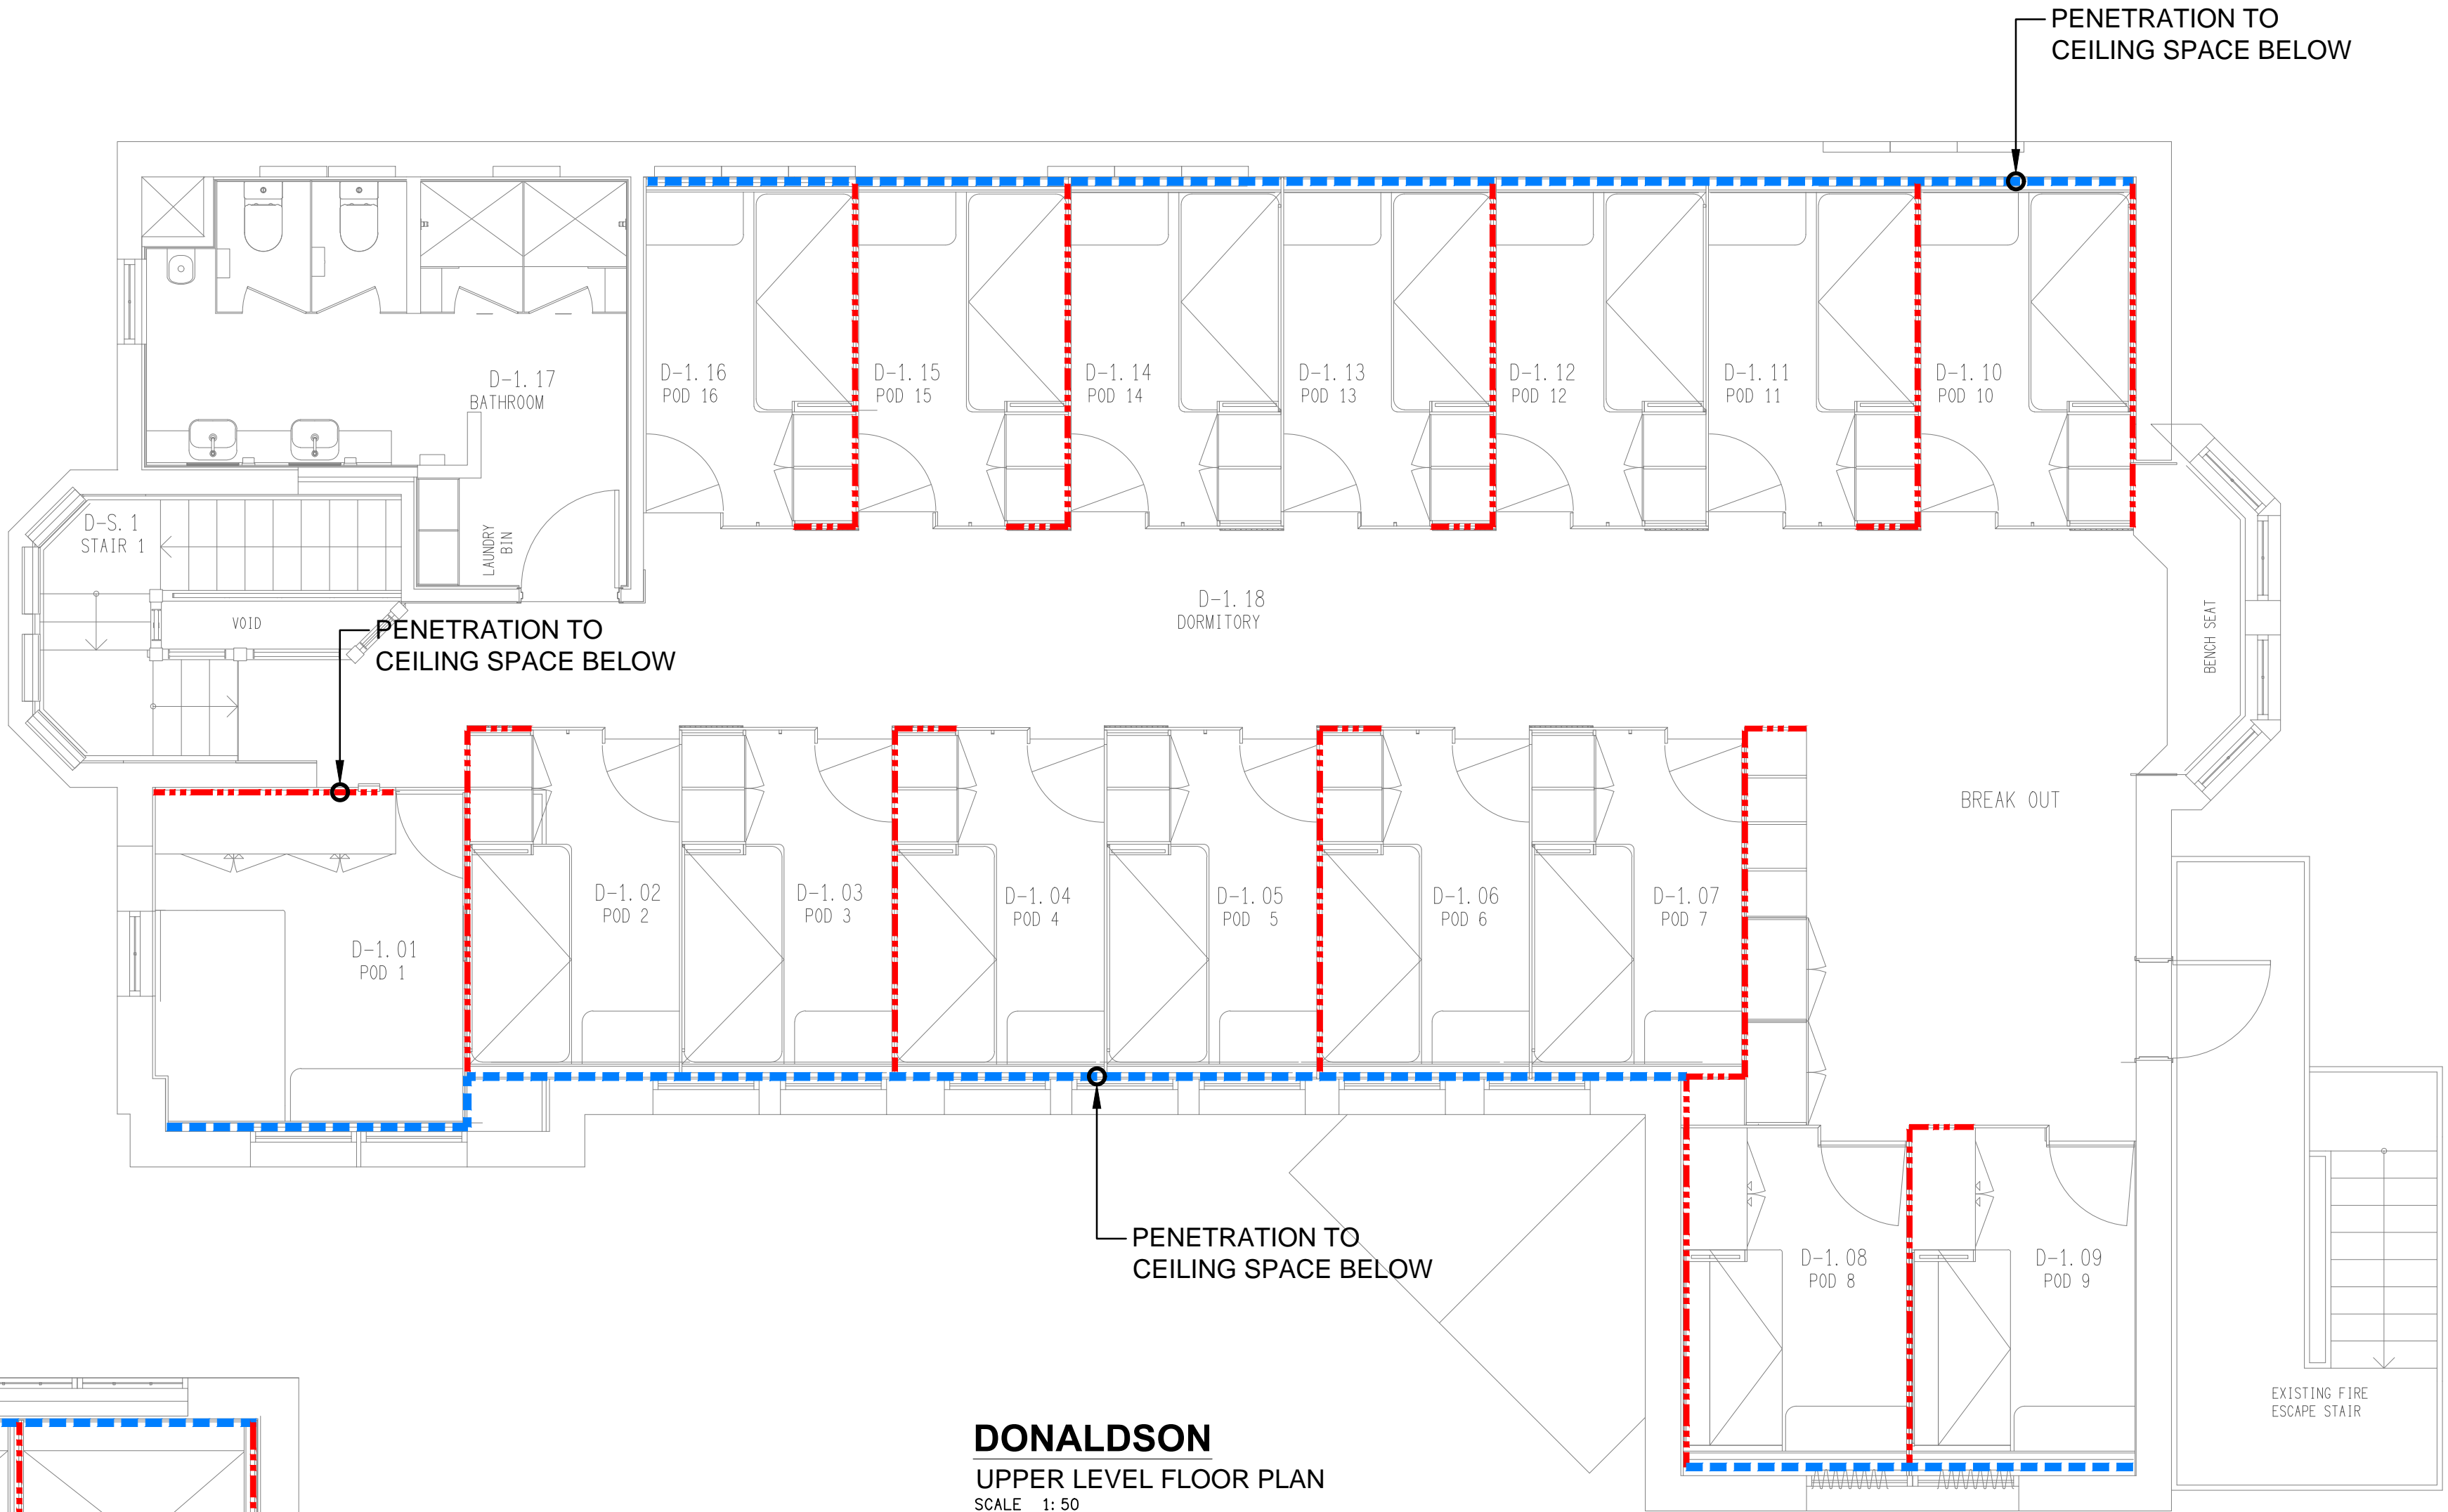 PENETRATION TO
CEILING SPACE BELOW
D-1.17
BATHROOM
D-1.16
POD 16
D-1.15
POD 15
D-1.14
POD 14
D-1.13
POD 13
D-1.12
POD 12
D-1.11
POD 11
D-1.10
POD 10
D-S.1
STAIR 1
LAUNDRY
BIN
VOID
D-1.18
DORMITORY
BENCH SEAT
PENETRATION TO
CEILING SPACE BELOW
BREAK OUT
D-1.01
POD 1
D-1.02
POD 2
D-1.03
POD 3
D-1.04
POD 4
D-1.05
POD 5
D-1.06
POD 6
D-1.07
POD 7
PENETRATION TO
CEILING SPACE BELOW
D-1.08
POD 8
D-1.09
POD 9
EXISTING FIRE
ESCAPE STAIR
DONALDSON
UPPER LEVEL FLOOR PLAN
SCALE 1:50